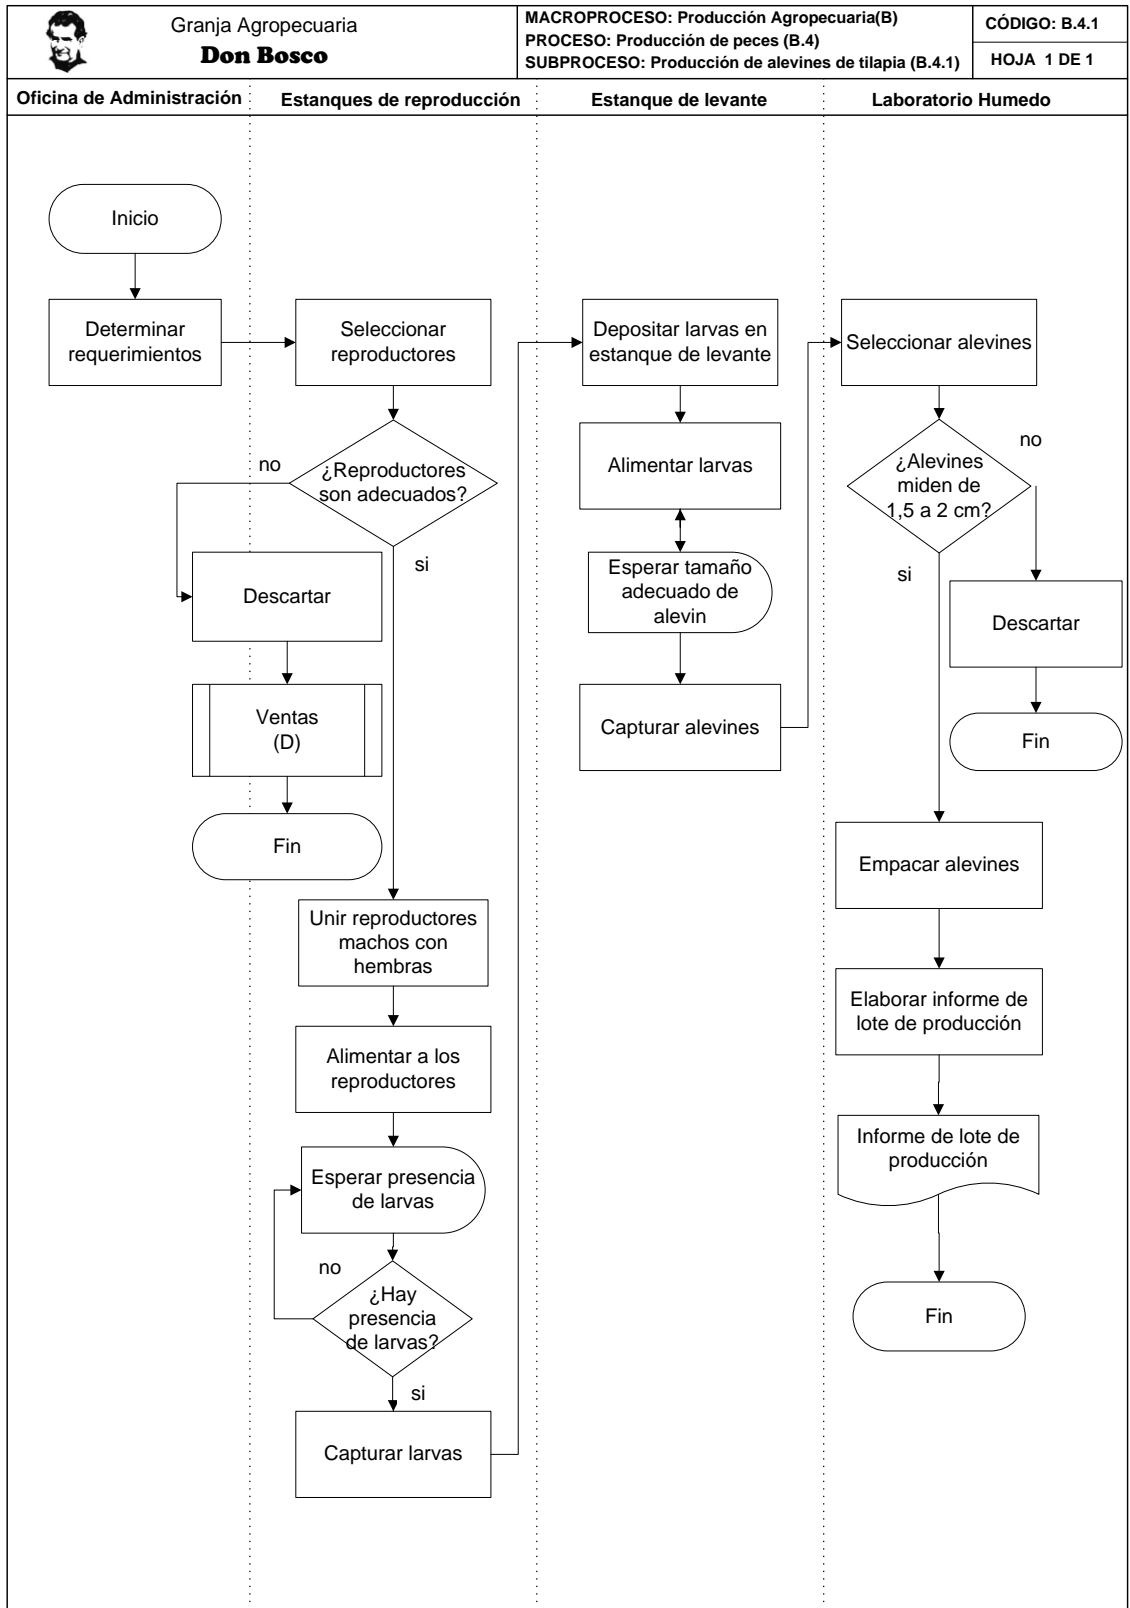 Granja Agropecuaria
Don Bosco
MACROPROCESO: Producción Agropecuaria(B)
PROCESO: Producción de peces (B.4)
SUBPROCESO: Producción de alevines de tilapia (B.4.1)
CÓDIGO: B.4.1
HOJA 1 DE 1
Oficina de Administración
Estanques de reproducción
Estanque de levante
Laboratorio Humedo
Inicio
Determinar
requerimientos
Seleccionar
reproductores
¿Reproductores
son adecuados?
no
si
Descartar
Ventas
(D)
Fin
Unir reproductores
machos con
hembras
Alimentar a los
reproductores
Esperar presencia
de larvas
no
¿Hay
presencia
de larvas?
si
Capturar larvas
Depositar larvas en
estanque de levante
Alimentar larvas
Esperar tamaño
adecuado de
alevin
Capturar alevines
Seleccionar alevines
no
¿Alevines
miden de
1,5 a 2 cm?
si
Descartar
Fin
Empacar alevines
Elaborar informe de
lote de producción
Informe de lote de
producción
Fin